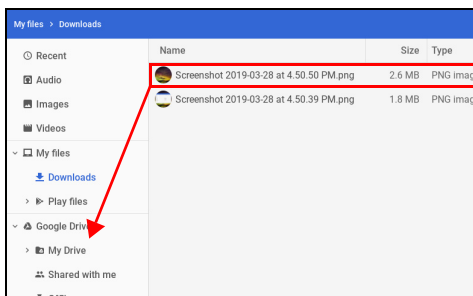 My files > Downloads
Name Size Type
Recent
Audio
Images
Videos
My files
Downloads
Play files
Google Drive
My Drive
Shared with me
Screenshot 2019-03-28 at 4.50.50 PM.png 2.6 MB PNG imag
Screenshot 2019-03-28 at 4.50.39 PM.png 1.8 MB PNG imag